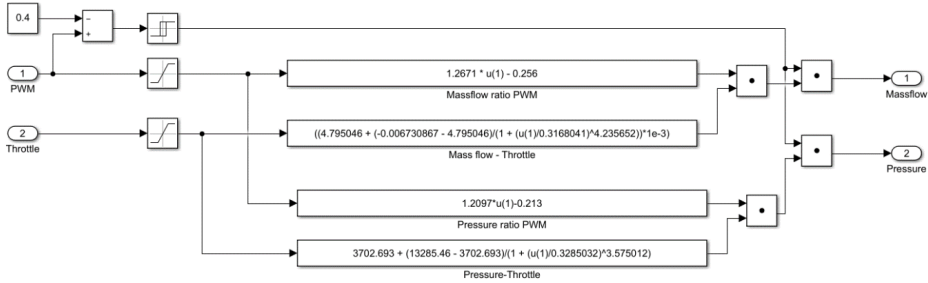 0.4
−
+
1
PWM
1.2671 * u(1) - 0.256
Massflow ratio PWM
1
Massflow
2
Throttle
((4.795046 + (-0.006730867 - 4.795046)/(1 + (u(1)/0.3168041)^4.235652))*1e-3)
Mass flow - Throttle
2
Pressure
1.2097*u(1)-0.213
Pressure ratio PWM
3702.693 + (13285.46 - 3702.693)/(1 + (u(1)/0.3285032)^3.575012)
Pressure-Throttle